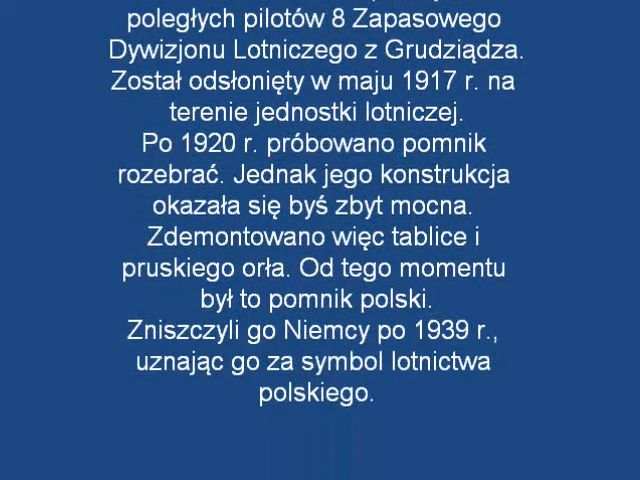 poległych pilotów 8 Zapasowego
Dywizjonu Lotniczego z Grudziądza.
Został odsłonięty w maju 1917 r. na
terenie jednostki lotniczej.
Po 1920 r. próbowano pomnik
rozebrać. Jednak jego konstrukcja
okazała się byś zbyt mocna.
Zdemontowano więc tablice i
pruskiego orła. Od tego momentu
był to pomnik polski.
Zniszczyli go Niemcy po 1939 r.,
uznając go za symbol lotnictwa
polskiego.